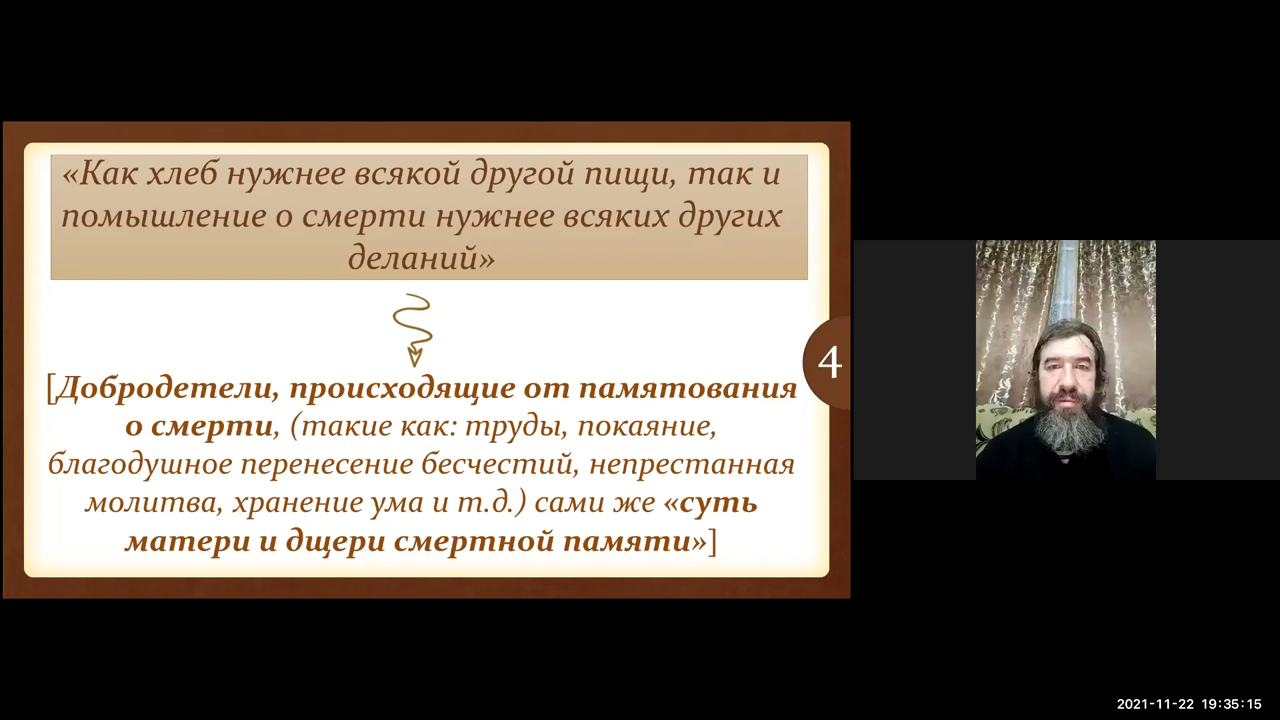 «Как хлеб нужнее всякой другой пищи, так и
помышление о смерти нужнее всяких других
деланий»
[Добродетели, происходящие от памятования
о смерти, (такие как: труды, покаяние,
благодушное перенесение бесчестий, непрестанная
молитва, хранение ума и т.д.) сами же «суть
матери и дщери смертной памяти»]
4
2021-11-22 19:35:15